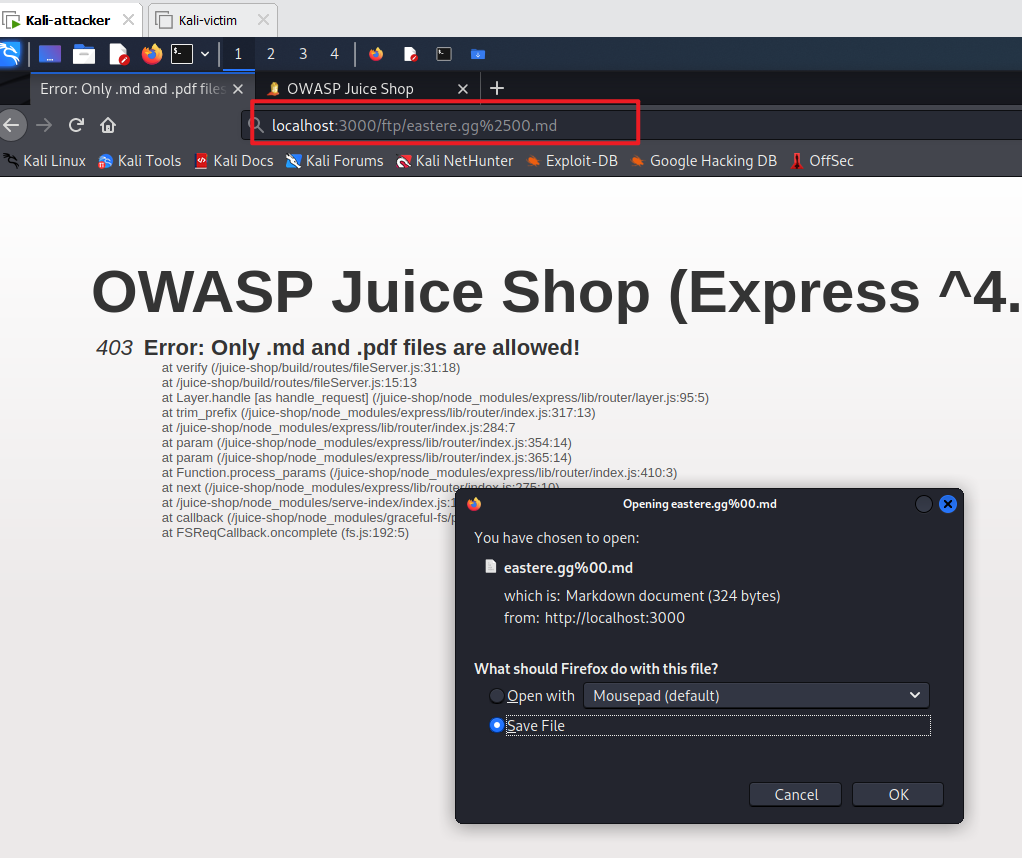 Kali-attacker Kali-victim
1 2 3 4
Error: Only .md and .pdf files OWASP Juice Shop
localhost:3000/ftp/eastere.gg%2500.md
Kali Linux Kali Tools Kali Docs Kali Forums Kali NetHunter Exploit-DB Google Hacking DB OffSec
OWASP Juice Shop (Express ^4.
403 Error: Only .md and .pdf files are allowed!
at verify (/juice-shop/build/routes/fileServer.js:31:18)
at /juice-shop/build/routes/fileServer.js:15:13
at Layer.handle [as handle_request] (/juice-shop/node_modules/express/lib/router/layer.js:95:5)
at trim_prefix (/juice-shop/node_modules/express/lib/router/index.js:317:13)
at /juice-shop/node_modules/express/lib/router/index.js:284:7
at param (/juice-shop/node_modules/express/lib/router/index.js:354:14)
at param (/juice-shop/node_modules/express/lib/router/index.js:365:14)
at Function.process_params (/juice-shop/node_modules/express/lib/router/index.js:410:3)
at next (/juice-shop/node_modules/express/lib/router/index.js:275:10)
at /juice-shop/node_modules/serve-index/index.js:1
at callback (/juice-shop/node_modules/graceful-fs/p
at FSReqCallback.oncomplete (fs.js:192:5)
Opening eastere.gg%00.md
You have chosen to open:
eastere.gg%00.md
which is: Markdown document (324 bytes)
from: http://localhost:3000
What should Firefox do with this file?
Open with Mousepad (default)
Save File
Cancel OK